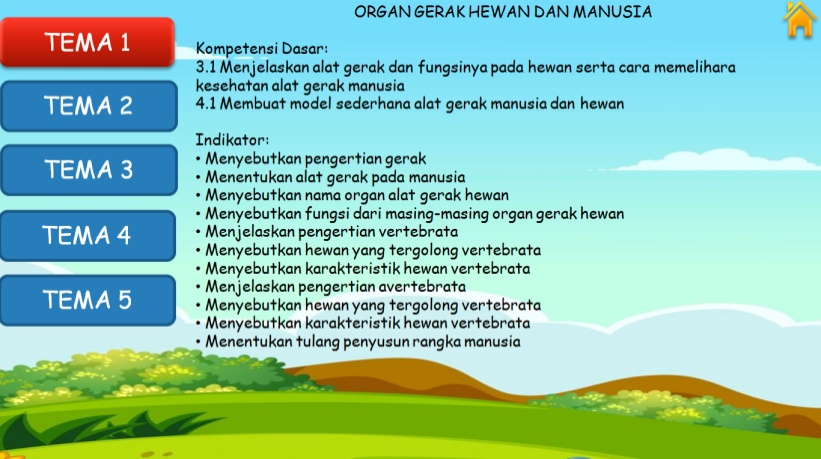 ORGAN GERAK HEWAN DAN MANUSIA
TEMA 1
TEMA 2
TEMA 3
TEMA 4
TEMA 5
Kompetensi Dasar:
3.1 Menjelaskan alat gerak dan fungsinya pada hewan serta cara memelihara
kesehatan alat gerak manusia
4.1 Membuat model sederhana alat gerak manusia dan hewan
Indikator:
• Menyebutkan pengertian gerak
• Menentukan alat gerak pada manusia
• Menyebutkan nama organ alat gerak hewan
• Menyebutkan fungsi dari masing-masing organ gerak hewan
• Menjelaskan pengertian vertebrata
• Menyebutkan hewan yang tergolong vertebrata
• Menyebutkan karakteristik hewan vertebrata
• Menjelaskan pengertian avertebrata
• Menyebutkan hewan yang tergolong vertebrata
• Menyebutkan karakteristik hewan vertebrata
• Menentukan tulang penyusun rangka manusia